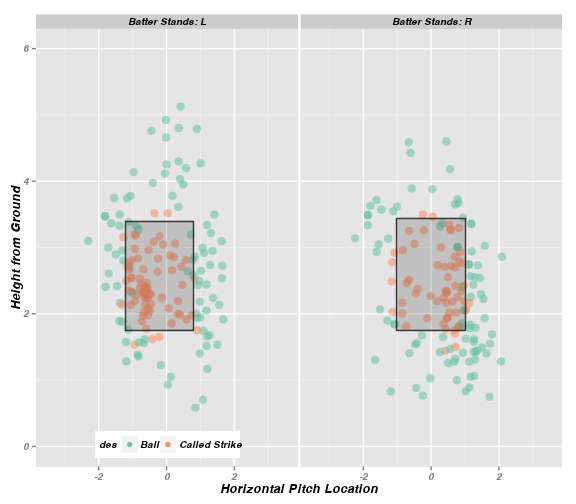 Batter Stands: L
Batter Stands: R
Height from Ground
6
4
2
0
des Ball Called Strike
-2 0 2 -2 0 2
Horizontal Pitch Location